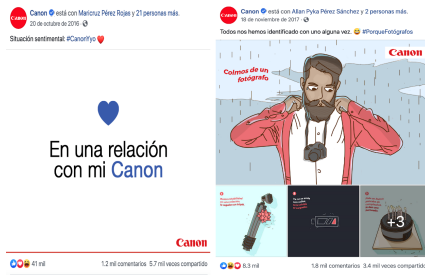 Canon está con Maricruz Pérez Rojas y 21 personas más.
20 de octubre de 2016
Situación sentimental: #CanonYyo
En una relación
con mi Canon
Canon
41 mil
1.2 mil comentarios 5.7 mil veces compartido
Canon está con Allan Pyka Pérez Sánchez y 2 personas más.
18 de noviembre de 2017
Todos nos hemos identificado con uno alguna vez. #PorqueFotógrafos
Canon
Colmos de un
fotógrafo
+3
8.3 mil
1.8 mil comentarios 3.4 mil veces compartido